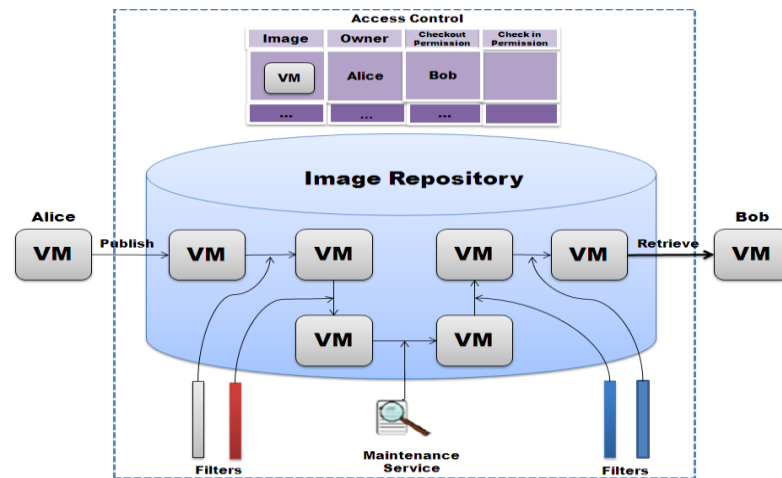 Access Control
Image Owner Checkout Permission Check in Permission
VM Alice Bob
... ... ...
Image Repository
Alice Bob
VM Publish VM VM VM VM Retrieve VM
VM VM
Filters Maintenance Service Filters